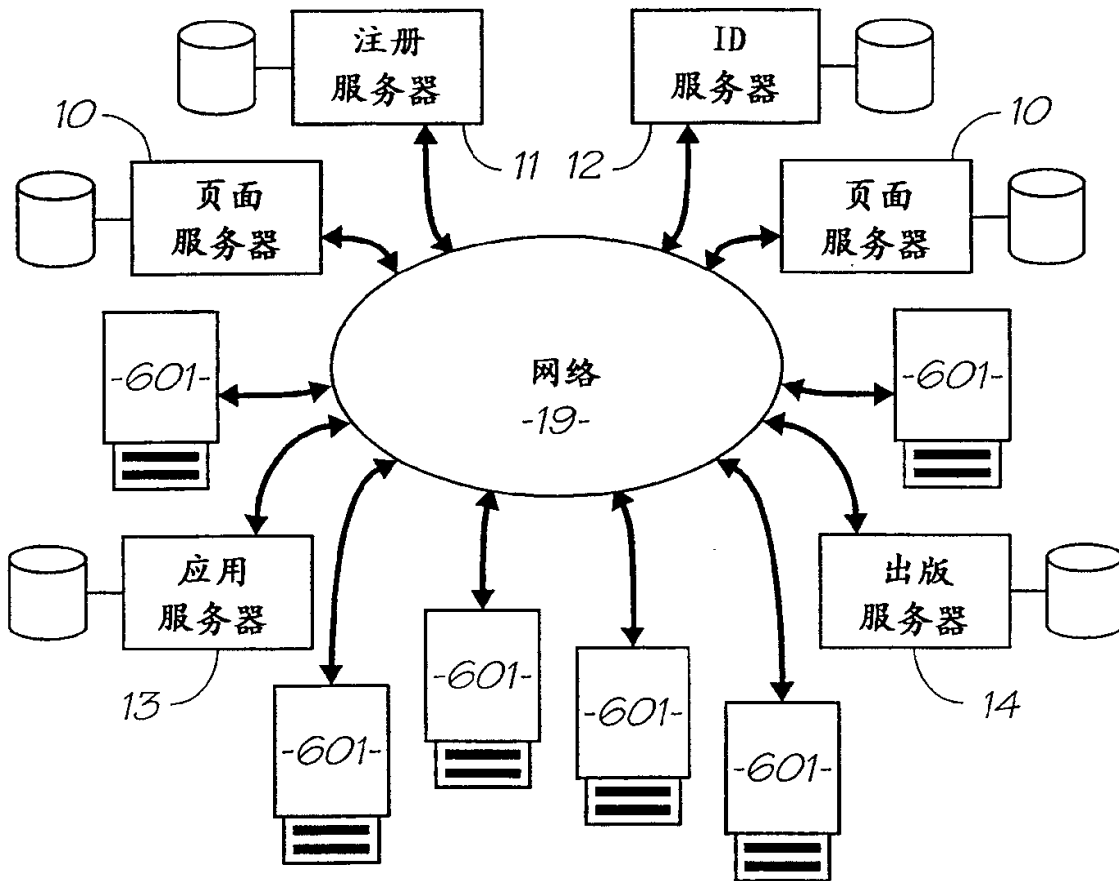 注册
服务器
ID
服务器
10
11
12
10
页面
服务器
页面
服务器
-601-
-601-
网络
-19-
应用
服务器
出版
服务器
13
14
-601-
-601-
-601-
-601-